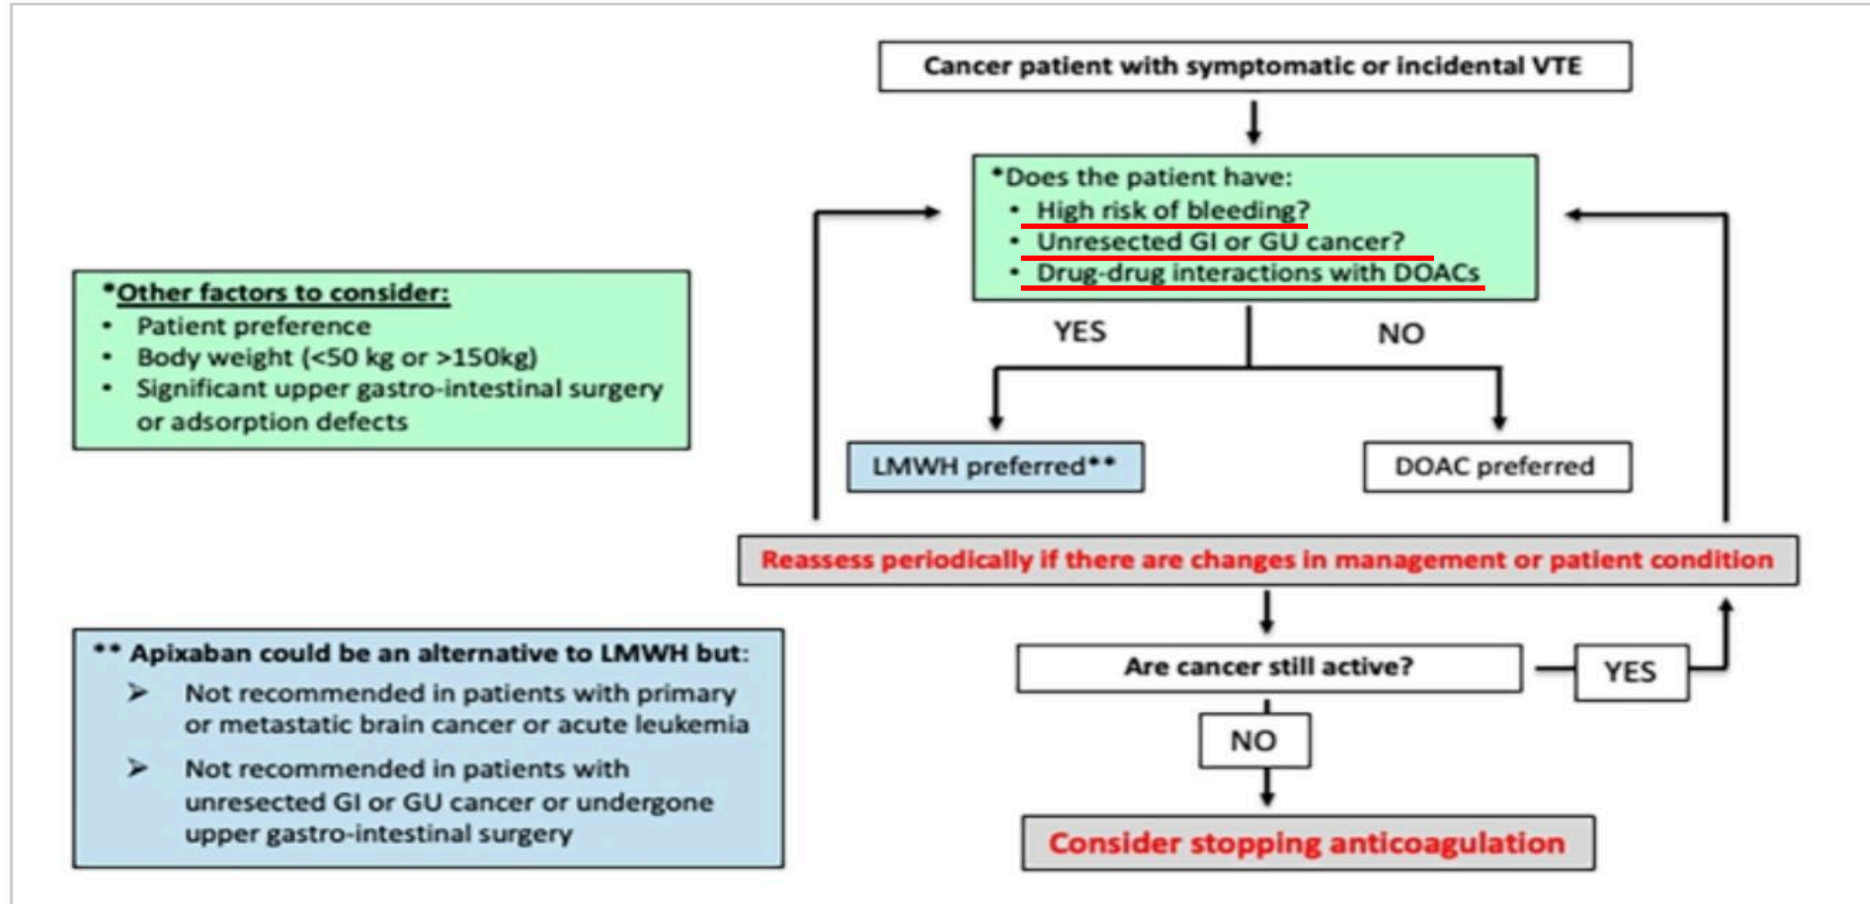 Cancer patient with symptomatic or incidental VTE
*Does the patient have:
• High risk of bleeding?
• Unresected GI or GU cancer?
• Drug-drug interactions with DOACs
*Other factors to consider:
• Patient preference
• Body weight (<50 kg or >150kg)
• Significant upper gastro-intestinal surgery
or adsorption defects
YES
NO
LMWH preferred**
DOAC preferred
Reassess periodically if there are changes in management or patient condition
** Apixaban could be an alternative to LMWH but:
➢ Not recommended in patients with primary
or metastatic brain cancer or acute leukemia
➢ Not recommended in patients with
unresected GI or GU cancer or undergone
upper gastro-intestinal surgery
Are cancer still active?
YES
NO
Consider stopping anticoagulation